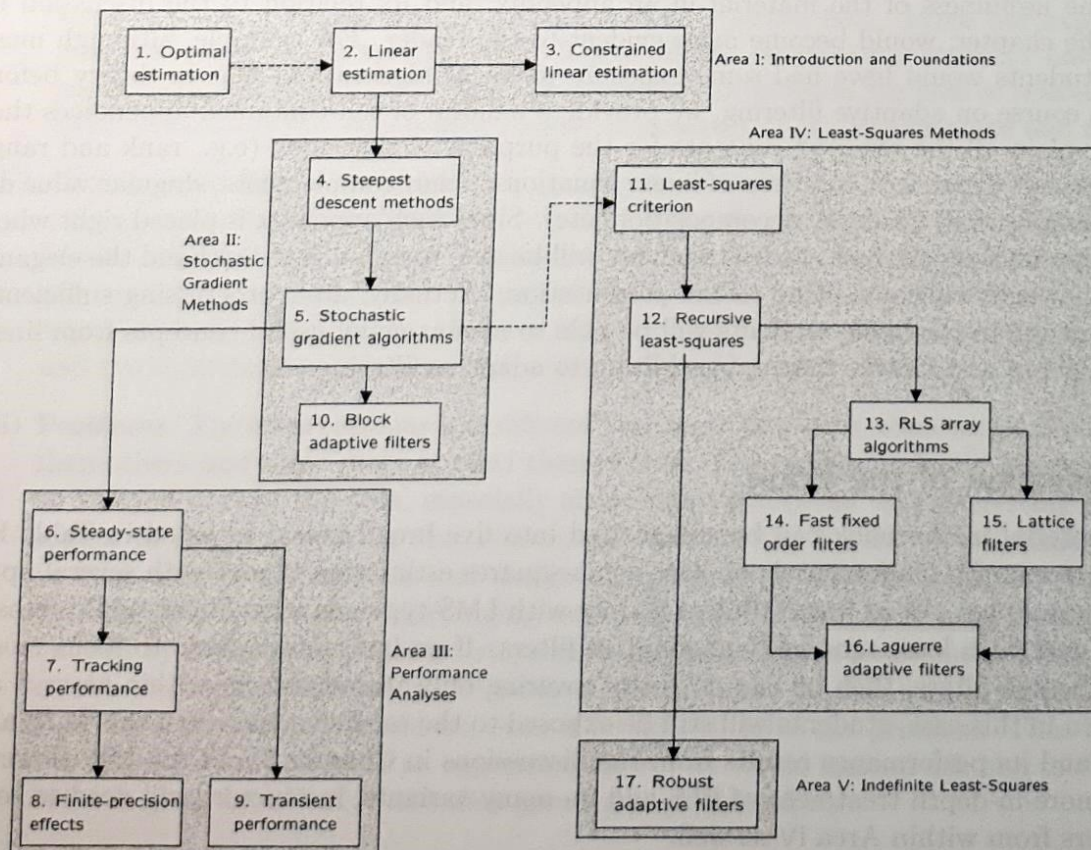 1. Optimal
estimation
2. Linear
estimation
3. Constrained
linear estimation
Area I: Introduction and Foundations
Area IV: Least-Squares Methods
4. Steepest
descent methods
11. Least-squares
criterion
Area II:
Stochastic
Gradient
Methods
5. Stochastic
gradient algorithms
12. Recursive
least-squares
10. Block
adaptive filters
13. RLS array
algorithms
6. Steady-state
performance
14. Fast fixed
order filters
15. Lattice
filters
7. Tracking
performance
Area III:
Performance
Analyses
16.Laguerre
adaptive filters
8. Finite-precision
effects
9. Transient
performance
17. Robust
adaptive filters
Area V: Indefinite Least-Squares